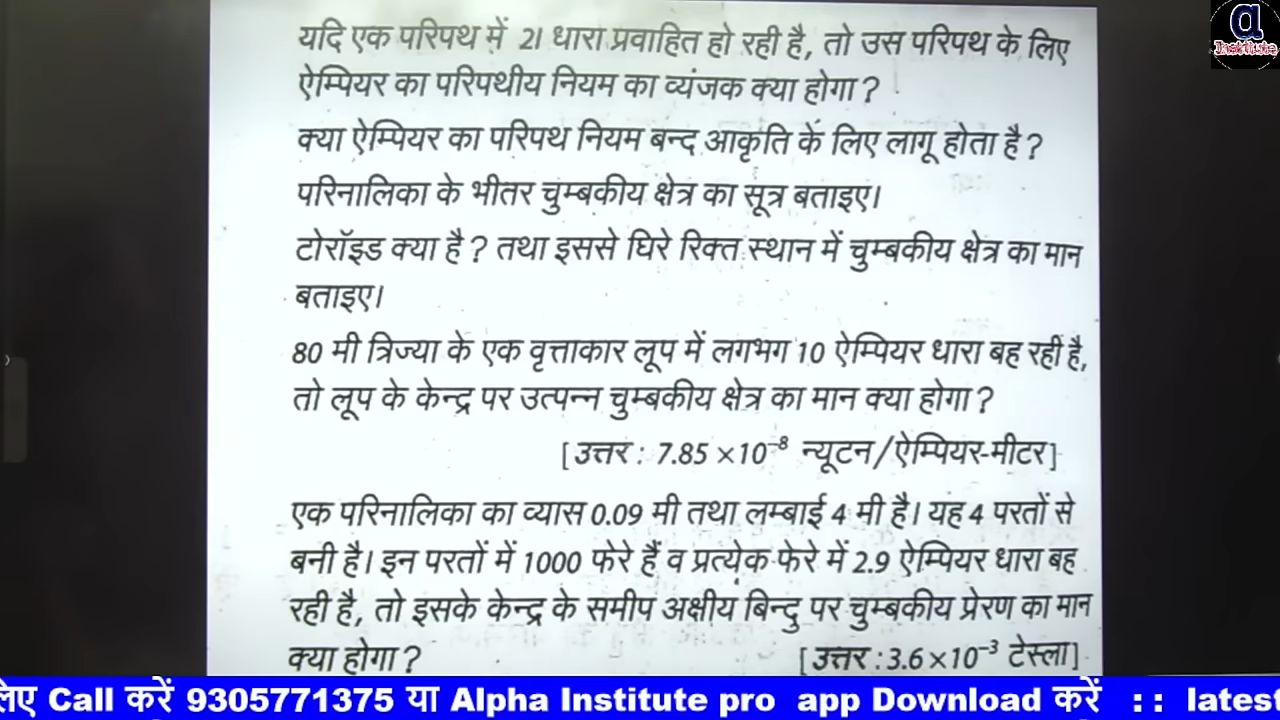 α
Institute
यदि एक परिपथ में 2I धारा प्रवाहित हो रही है, तो उस परिपथ के लिए
ऐम्पियर का परिपथीय नियम का व्यंजक क्या होगा?
क्या ऐम्पियर का परिपथ नियम बन्द आकृति के लिए लागू होता है?
परिनालिका के भीतर चुम्बकीय क्षेत्र का सूत्र बताइए।
टोरॉइड क्या है? तथा इससे घिरे रिक्त स्थान में चुम्बकीय क्षेत्र का मान
बताइए।
80 मी त्रिज्या के एक वृत्ताकार लूप में लगभग 10 ऐम्पियर धारा बह रही है,
तो लूप के केन्द्र पर उत्पन्न चुम्बकीय क्षेत्र का मान क्या होगा?
[उत्तर : 7.85 ×10⁻⁸ न्यूटन/ऐम्पियर-मीटर]
एक परिनालिका का व्यास 0.09 मी तथा लम्बाई 4 मी है। यह 4 परतों से
बनी है। इन परतों में 1000 फेरे हैं व प्रत्येक फेरे में 2.9 ऐम्पियर धारा बह
रही है, तो इसके केन्द्र के समीप अक्षीय बिन्दु पर चुम्बकीय प्रेरण का मान
क्या होगा? [उत्तर : 3.6×10⁻³ टेस्ला]
लिए Call करें 9305771375 या Alpha Institute pro app Download करें : : latest